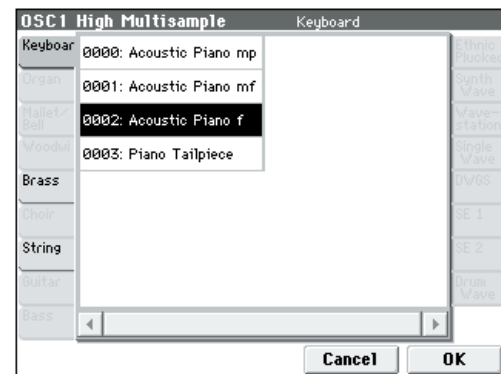 OSC1 High Multisample Keyboard
Keyboar
0000: Acoustic Piano mp
0001: Acoustic Piano mf
0002: Acoustic Piano f
0003: Piano Tailpiece
Organ
Mallet/
Bell
Woodwi
Brass
Choir
String
Guitar
Bass
Ethnic
Plucked
Synth
Wave
Wave-
station
Single
Wave
DWGS
SE 1
SE 2
Drum
Wave
Cancel
OK